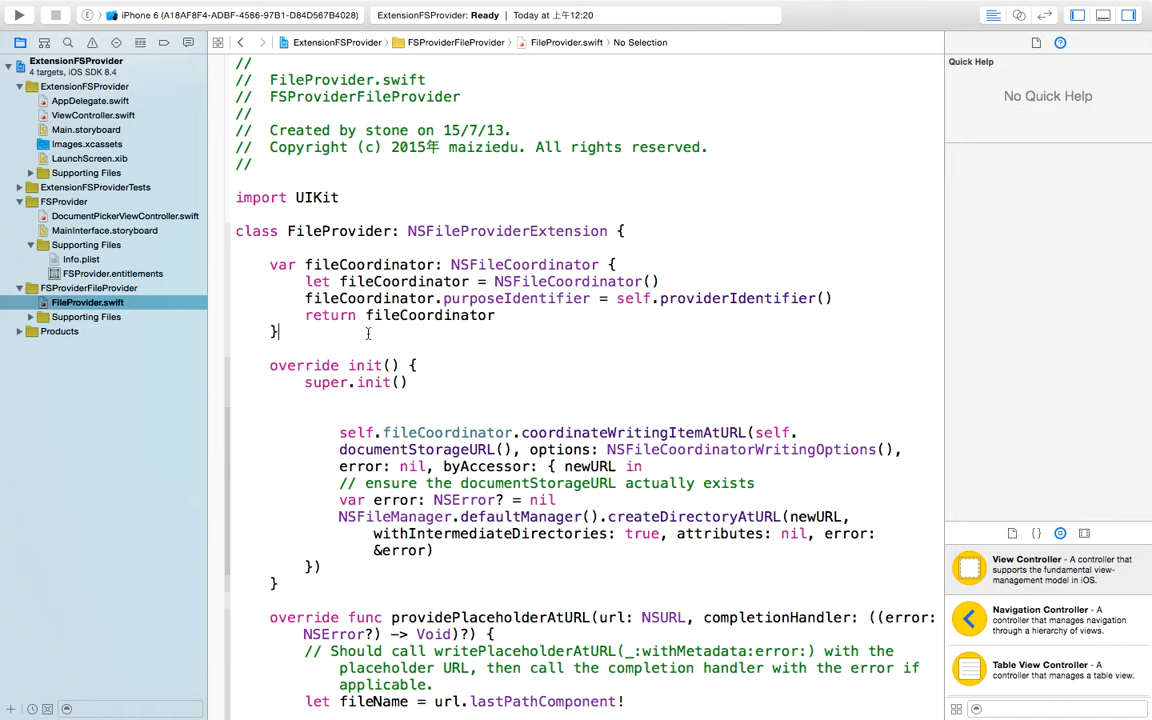 iPhone 6 (A18AF8F4-ADBF-4586-97B1-D84D567B4028)
ExtensionFSProvider: Ready | Today at 上午12:20
ExtensionFSProvider
FSProviderFileProvider
FileProvider.swift
No Selection
ExtensionFSProvider
4 targets, iOS SDK 8.4
ExtensionFSProvider
AppDelegate.swift
ViewController.swift
Main.storyboard
Images.xcassets
LaunchScreen.xib
Supporting Files
ExtensionFSProviderTests
FSProvider
DocumentPickerViewController.swift
MainInterface.storyboard
Supporting Files
Info.plist
FSProvider.entitlements
FSProviderFileProvider
FileProvider.swift
Supporting Files
Products
//
//  FileProvider.swift
//  FSProviderFileProvider
//
//  Created by stone on 15/7/13.
//  Copyright (c) 2015年 maiziedu. All rights reserved.
//
import UIKit
class FileProvider: NSFileProviderExtension {
var fileCoordinator: NSFileCoordinator {
let fileCoordinator = NSFileCoordinator()
fileCoordinator.purposeIdentifier = self.providerIdentifier()
return fileCoordinator
}
override init() {
super.init()
self.fileCoordinator.coordinateWritingItemAtURL(self.
documentStorageURL(), options: NSFileCoordinatorWritingOptions(),
error: nil, byAccessor: { newURL in
// ensure the documentStorageURL actually exists
var error: NSError? = nil
NSFileManager.defaultManager().createDirectoryAtURL(newURL,
withIntermediateDirectories: true, attributes: nil, error:
&error)
})
}
override func providePlaceholderAtURL(url: NSURL, completionHandler: ((error:
NSError?) -> Void)?) {
// Should call writePlaceholderAtURL(_:withMetadata:error:) with the
placeholder URL, then call the completion handler with the error if
applicable.
let fileName = url.lastPathComponent!
Quick Help
No Quick Help
View Controller - A controller that
supports the fundamental view-
management model in iOS.
Navigation Controller - A
controller that manages navigation
through a hierarchy of views.
Table View Controller - A
controller that manages a table view.